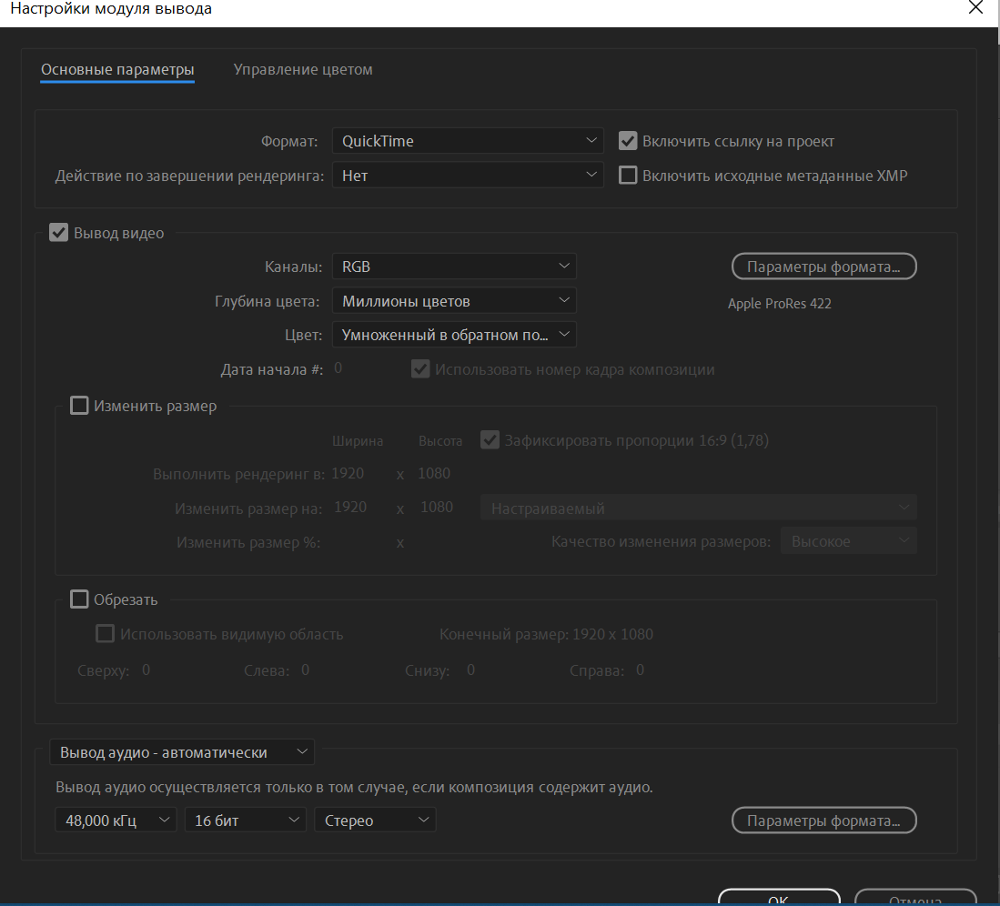 Настройки модуля вывода
Основные параметры Управление цветом
Формат: QuickTime Включить ссылку на проект
Действие по завершении рендеринга: Нет Включить исходные метаданные XMP
Вывод видео
Каналы: RGB Параметры формата...
Глубина цвета: Миллионы цветов Apple ProRes 422
Цвет: Умноженный в обратном по...
Дата начала #: 0 Использовать номер кадра композиции
Изменить размер
Ширина Высота Зафиксировать пропорции 16:9 (1,78)
Выполнить рендеринг в: 1920 x 1080
Изменить размер на: 1920 x 1080 Настраиваемый
Изменить размер %: x Качество изменения размеров: Высокое
Обрезать
Использовать видимую область Конечный размер: 1920 x 1080
Сверху: 0 Слева: 0 Снизу: 0 Справа: 0
Вывод аудио - автоматически
Вывод аудио осуществляется только в том случае, если композиция содержит аудио.
48,000 кГц 16 бит Стерео Параметры формата...
OK Отмена